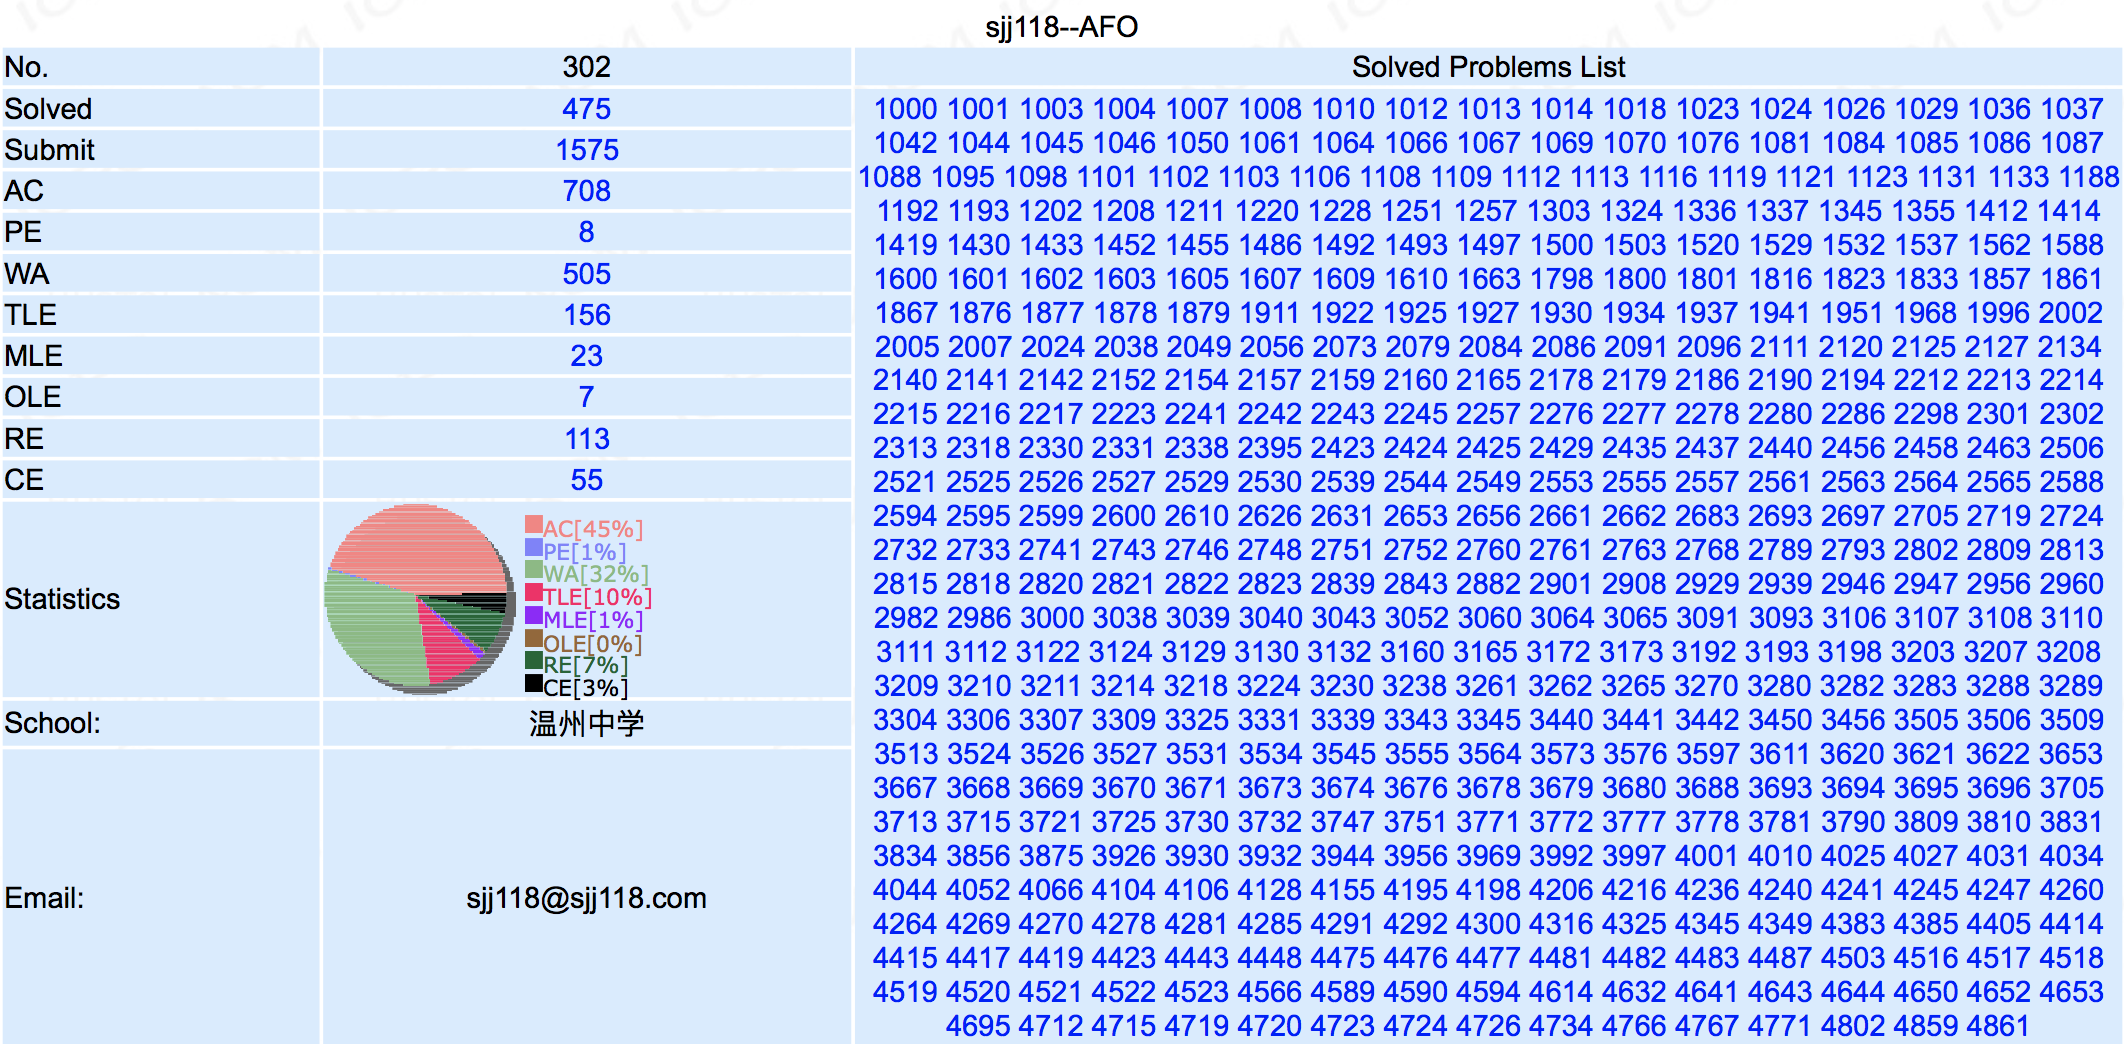 sjj118--AFO
No. 302 Solved Problems List
Solved 475
Submit 1575
AC 708
PE 8
WA 505
TLE 156
MLE 23
OLE 7
RE 113
CE 55
Statistics
AC[45%]
PE[1%]
WA[32%]
TLE[10%]
MLE[1%]
OLE[0%]
RE[7%]
CE[3%]
School: 温州中学
Email: sjj118@sjj118.com
1000 1001 1003 1004 1007 1008 1010 1012 1013 1014 1018 1023 1024 1026 1029 1036 1037
1042 1044 1045 1046 1050 1061 1064 1066 1067 1069 1070 1076 1081 1084 1085 1086 1087
1088 1095 1098 1101 1102 1103 1106 1108 1109 1112 1113 1116 1119 1121 1123 1131 1133 1188
1192 1193 1202 1208 1211 1220 1228 1251 1257 1303 1324 1336 1337 1345 1355 1412 1414
1419 1430 1433 1452 1455 1486 1492 1493 1497 1500 1503 1520 1529 1532 1537 1562 1588
1600 1601 1602 1603 1605 1607 1609 1610 1663 1798 1800 1801 1816 1823 1833 1857 1861
1867 1876 1877 1878 1879 1911 1922 1925 1927 1930 1934 1937 1941 1951 1968 1996 2002
2005 2007 2024 2038 2049 2056 2073 2079 2084 2086 2091 2096 2111 2120 2125 2127 2134
2140 2141 2142 2152 2154 2157 2159 2160 2165 2178 2179 2186 2190 2194 2212 2213 2214
2215 2216 2217 2223 2241 2242 2243 2245 2257 2276 2277 2278 2280 2286 2298 2301 2302
2313 2318 2330 2331 2338 2395 2423 2424 2425 2429 2435 2437 2440 2456 2458 2463 2506
2521 2525 2526 2527 2529 2530 2539 2544 2549 2553 2555 2557 2561 2563 2564 2565 2588
2594 2595 2599 2600 2610 2626 2631 2653 2656 2661 2662 2683 2693 2697 2705 2719 2724
2732 2733 2741 2743 2746 2748 2751 2752 2760 2761 2763 2768 2789 2793 2802 2809 2813
2815 2818 2820 2821 2822 2823 2839 2843 2882 2901 2908 2929 2939 2946 2947 2956 2960
2982 2986 3000 3038 3039 3040 3043 3052 3060 3064 3065 3091 3093 3106 3107 3108 3110
3111 3112 3122 3124 3129 3130 3132 3160 3165 3172 3173 3192 3193 3198 3203 3207 3208
3209 3210 3211 3214 3218 3224 3230 3238 3261 3262 3265 3270 3280 3282 3283 3288 3289
3304 3306 3307 3309 3325 3331 3339 3343 3345 3440 3441 3442 3450 3456 3505 3506 3509
3513 3524 3526 3527 3531 3534 3545 3555 3564 3573 3576 3597 3611 3620 3621 3622 3653
3667 3668 3669 3670 3671 3673 3674 3676 3678 3679 3680 3688 3693 3694 3695 3696 3705
3713 3715 3721 3725 3730 3732 3747 3751 3771 3772 3777 3778 3781 3790 3809 3810 3831
3834 3856 3875 3926 3930 3932 3944 3956 3969 3992 3997 4001 4010 4025 4027 4031 4034
4044 4052 4066 4104 4106 4128 4155 4195 4198 4206 4216 4236 4240 4241 4245 4247 4260
4264 4269 4270 4278 4281 4285 4291 4292 4300 4316 4325 4345 4349 4383 4385 4405 4414
4415 4417 4419 4423 4443 4448 4475 4476 4477 4481 4482 4483 4487 4503 4516 4517 4518
4519 4520 4521 4522 4523 4566 4589 4590 4594 4614 4632 4641 4643 4644 4650 4652 4653
4695 4712 4715 4719 4720 4723 4724 4726 4734 4766 4767 4771 4802 4859 4861